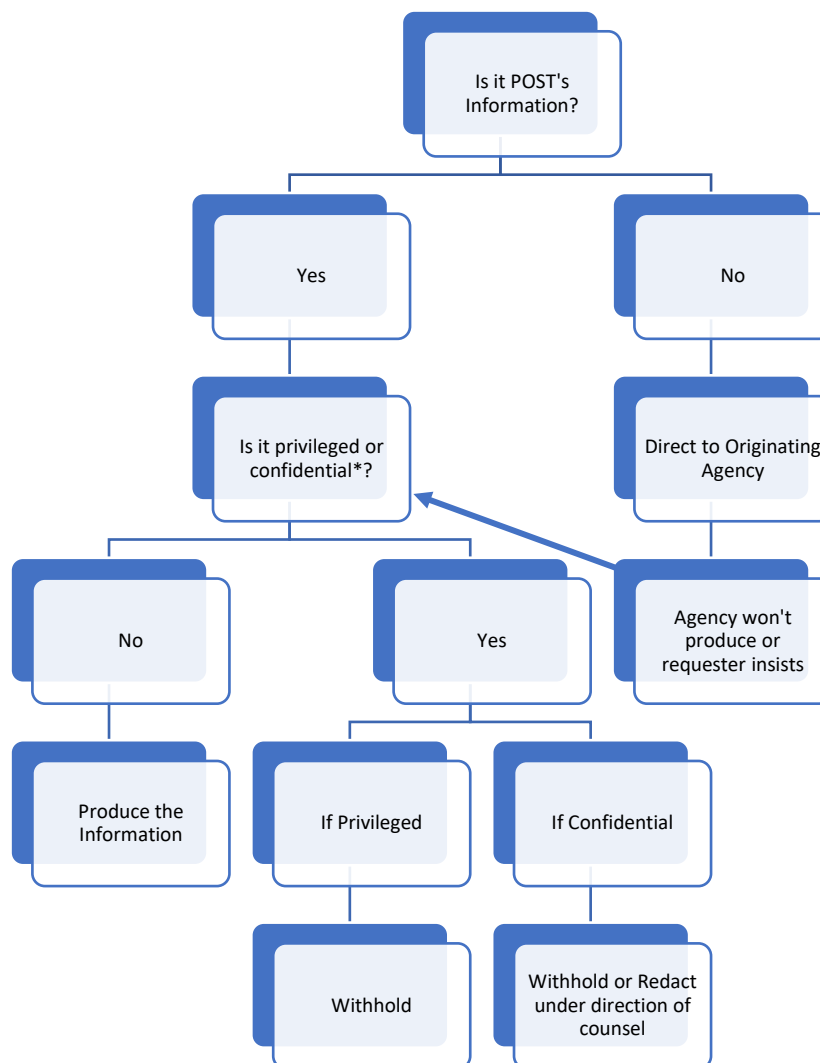 Is it POST's
Information?
Yes
No
Is it privileged or
confidential*?
Direct to Originating
Agency
No
Yes
Agency won't
produce or
requester insists
Produce the
Information
If Privileged
If Confidential
Withhold
Withhold or Redact
under direction of
counsel